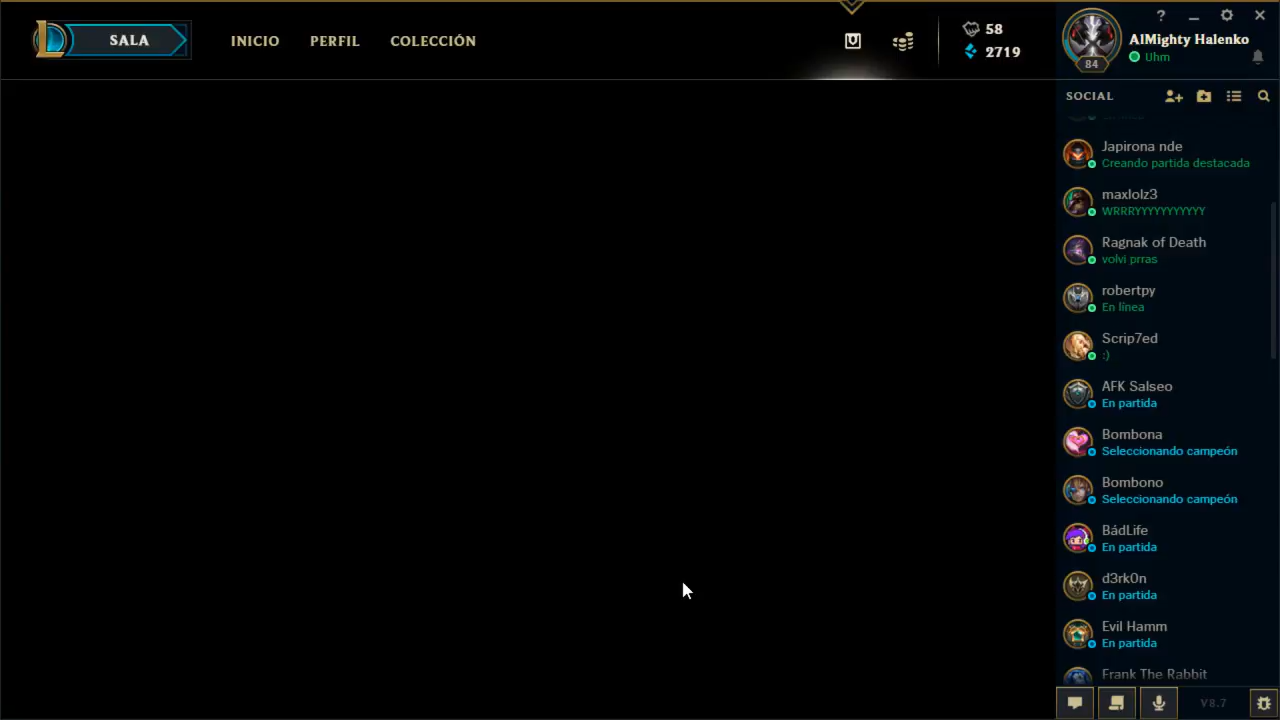 SALA
INICIO
PERFIL
COLECCIÓN
58
2719
?
AlMighty Halenko
84
Uhm
SOCIAL
Japirona nde
Creando partida destacada
maxlolz3
WRRRYYYYYYYYYYY
Ragnak of Death
volvi prras
robertpy
En línea
Scrip7ed
:)
AFK Salseo
En partida
Bombona
Seleccionando campeón
Bombono
Seleccionando campeón
BádLife
En partida
d3rk0n
En partida
Evil Hamm
En partida
Frank The Rabbit
V8.7